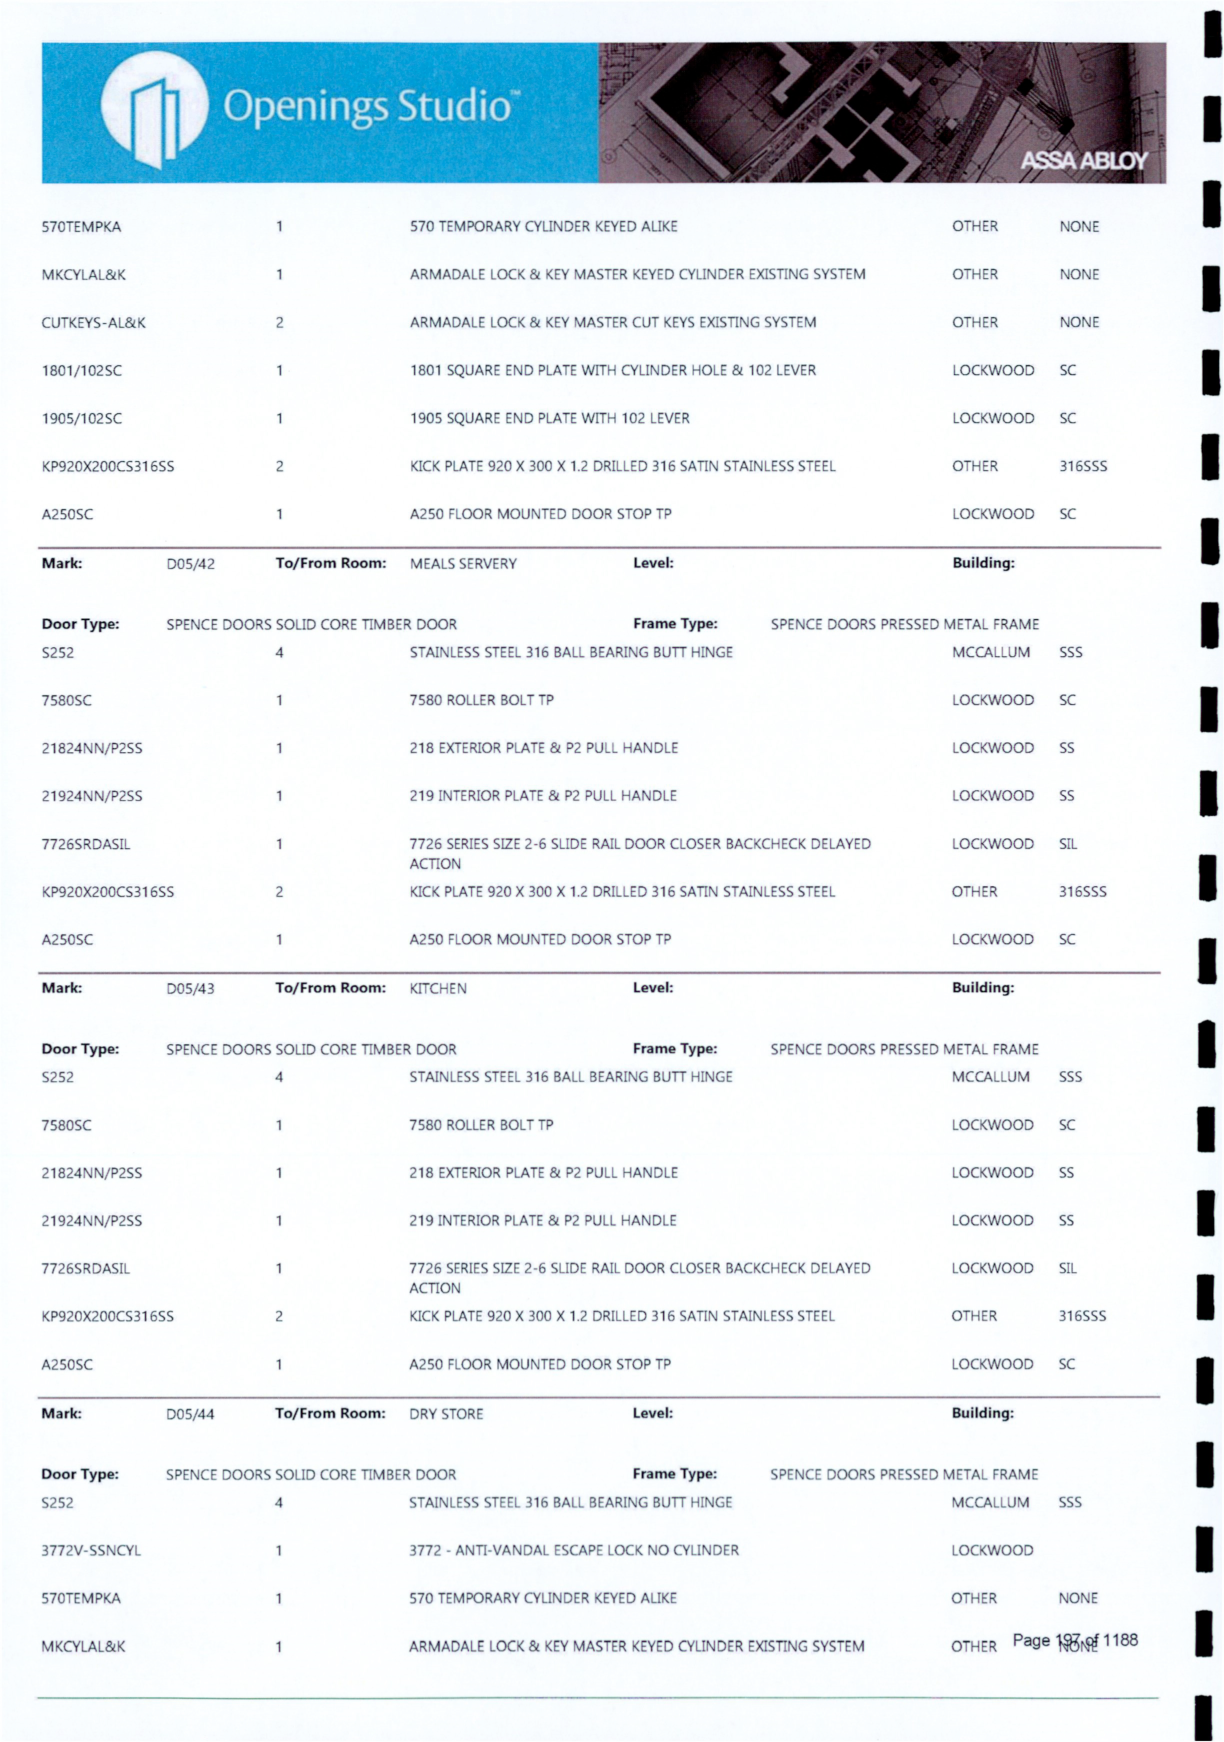 Openings Studio™
ASSA ABLOY
570TEMPKA 1 570 TEMPORARY CYLINDER KEYED ALIKE OTHER NONE
MKCYLAL&K 1 ARMADALE LOCK & KEY MASTER KEYED CYLINDER EXISTING SYSTEM OTHER NONE
CUTKEYS-AL&K 2 ARMADALE LOCK & KEY MASTER CUT KEYS EXISTING SYSTEM OTHER NONE
1801/102SC 1 1801 SQUARE END PLATE WITH CYLINDER HOLE & 102 LEVER LOCKWOOD SC
1905/102SC 1 1905 SQUARE END PLATE WITH 102 LEVER LOCKWOOD SC
KP920X200CS316SS 2 KICK PLATE 920 X 300 X 1.2 DRILLED 316 SATIN STAINLESS STEEL OTHER 316SSS
A250SC 1 A250 FLOOR MOUNTED DOOR STOP TP LOCKWOOD SC
Mark: D05/42 To/From Room: MEALS SERVERY Level: Building:
Door Type: SPENCE DOORS SOLID CORE TIMBER DOOR Frame Type: SPENCE DOORS PRESSED METAL FRAME
S252 4 STAINLESS STEEL 316 BALL BEARING BUTT HINGE MCCALLUM SSS
7580SC 1 7580 ROLLER BOLT TP LOCKWOOD SC
21824NN/P2SS 1 218 EXTERIOR PLATE & P2 PULL HANDLE LOCKWOOD SS
21924NN/P2SS 1 219 INTERIOR PLATE & P2 PULL HANDLE LOCKWOOD SS
7726SRDASIL 1 7726 SERIES SIZE 2-6 SLIDE RAIL DOOR CLOSER BACKCHECK DELAYED LOCKWOOD SIL
ACTION
KP920X200CS316SS 2 KICK PLATE 920 X 300 X 1.2 DRILLED 316 SATIN STAINLESS STEEL OTHER 316SSS
A250SC 1 A250 FLOOR MOUNTED DOOR STOP TP LOCKWOOD SC
Mark: D05/43 To/From Room: KITCHEN Level: Building:
Door Type: SPENCE DOORS SOLID CORE TIMBER DOOR Frame Type: SPENCE DOORS PRESSED METAL FRAME
S252 4 STAINLESS STEEL 316 BALL BEARING BUTT HINGE MCCALLUM SSS
7580SC 1 7580 ROLLER BOLT TP LOCKWOOD SC
21824NN/P2SS 1 218 EXTERIOR PLATE & P2 PULL HANDLE LOCKWOOD SS
21924NN/P2SS 1 219 INTERIOR PLATE & P2 PULL HANDLE LOCKWOOD SS
7726SRDASIL 1 7726 SERIES SIZE 2-6 SLIDE RAIL DOOR CLOSER BACKCHECK DELAYED LOCKWOOD SIL
ACTION
KP920X200CS316SS 2 KICK PLATE 920 X 300 X 1.2 DRILLED 316 SATIN STAINLESS STEEL OTHER 316SSS
A250SC 1 A250 FLOOR MOUNTED DOOR STOP TP LOCKWOOD SC
Mark: D05/44 To/From Room: DRY STORE Level: Building:
Door Type: SPENCE DOORS SOLID CORE TIMBER DOOR Frame Type: SPENCE DOORS PRESSED METAL FRAME
S252 4 STAINLESS STEEL 316 BALL BEARING BUTT HINGE MCCALLUM SSS
3772V-SSNCYL 1 3772 - ANTI-VANDAL ESCAPE LOCK NO CYLINDER LOCKWOOD
570TEMPKA 1 570 TEMPORARY CYLINDER KEYED ALIKE OTHER NONE
MKCYLAL&K 1 ARMADALE LOCK & KEY MASTER KEYED CYLINDER EXISTING SYSTEM OTHER NONE
Page 197 of 1188